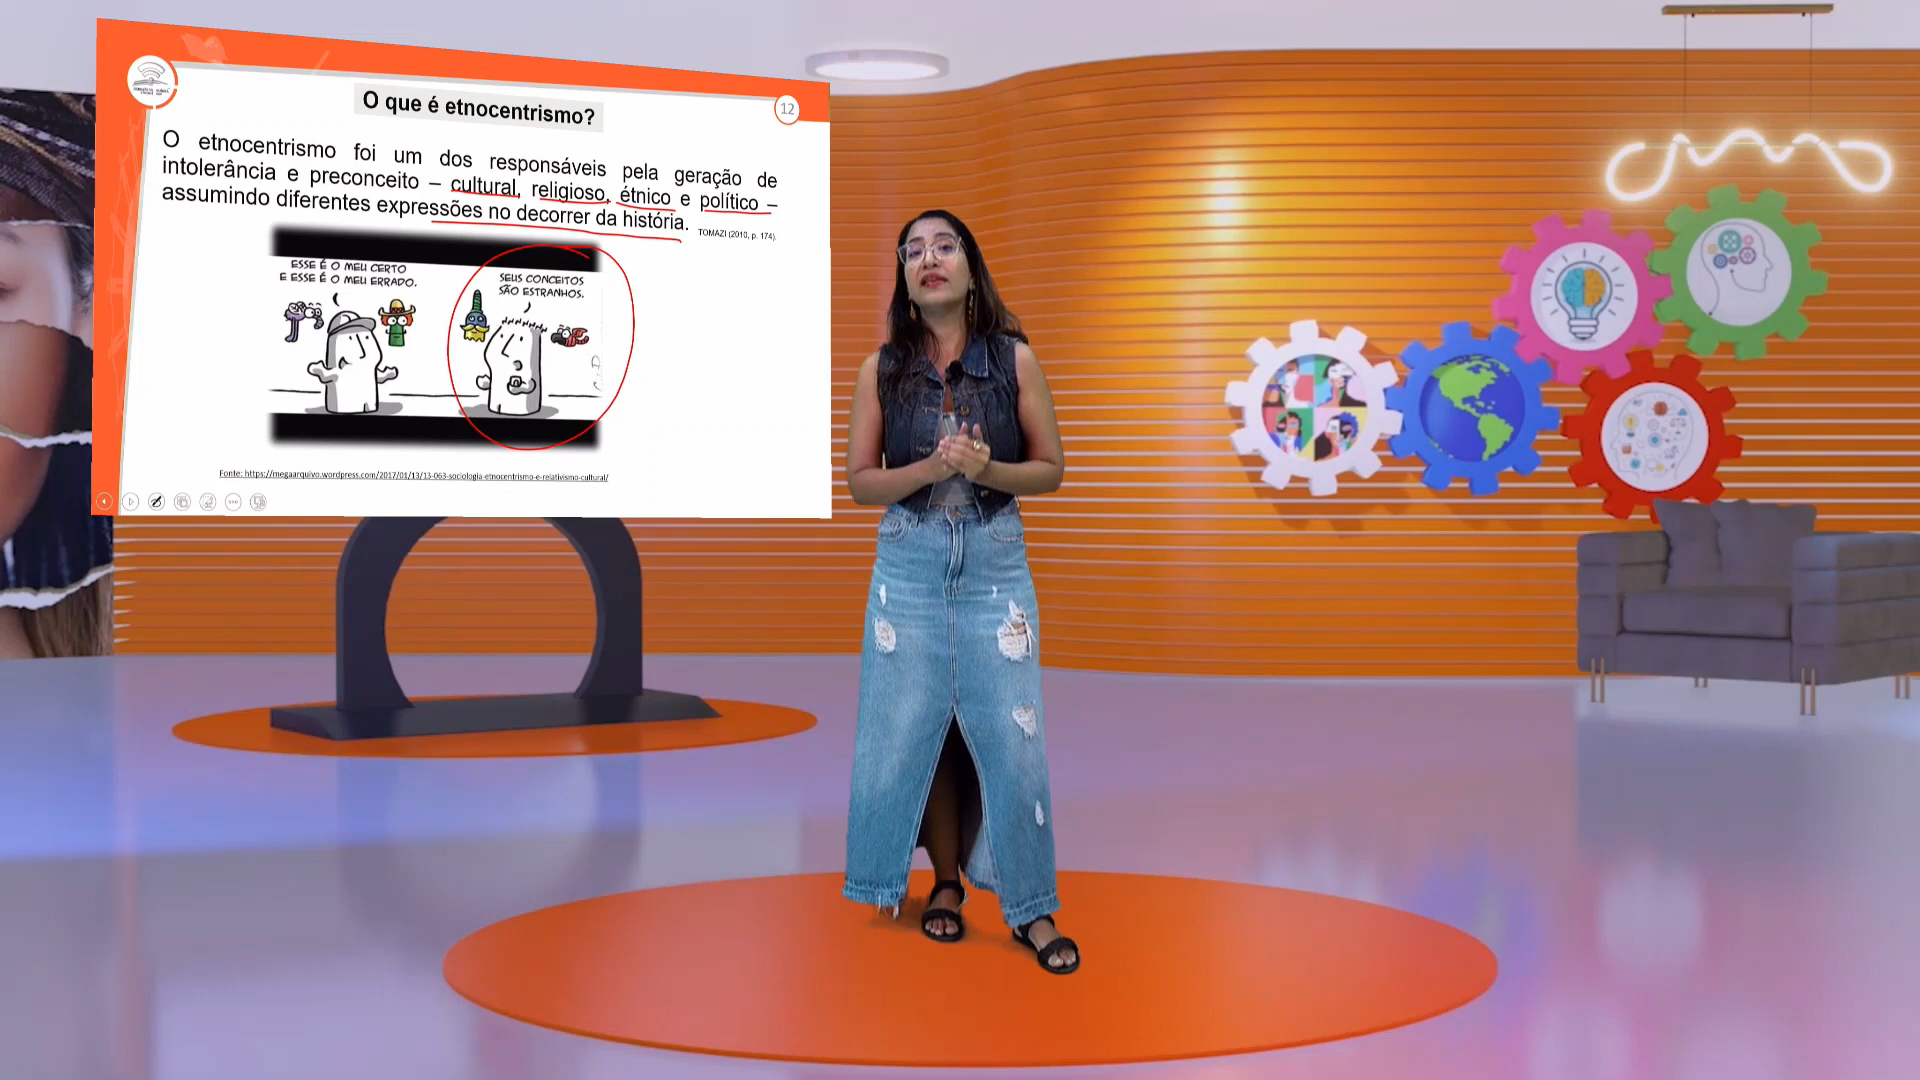 O que é etnocentrismo?
12
O etnocentrismo foi um dos responsáveis pela geração de
intolerância e preconceito – cultural, religioso, étnico e político –
assumindo diferentes expressões no decorrer da história.
TOMAZI (2010, p. 174).
ESSE É O MEU CERTO
E ESSE É O MEU ERRADO.
SEUS CONCEITOS
SÃO ESTRANHOS.
Fonte: https://megaarquivo.wordpress.com/2017/01/13/13-063-sociologia-etnocentrismo-e-relativismo-cultural/